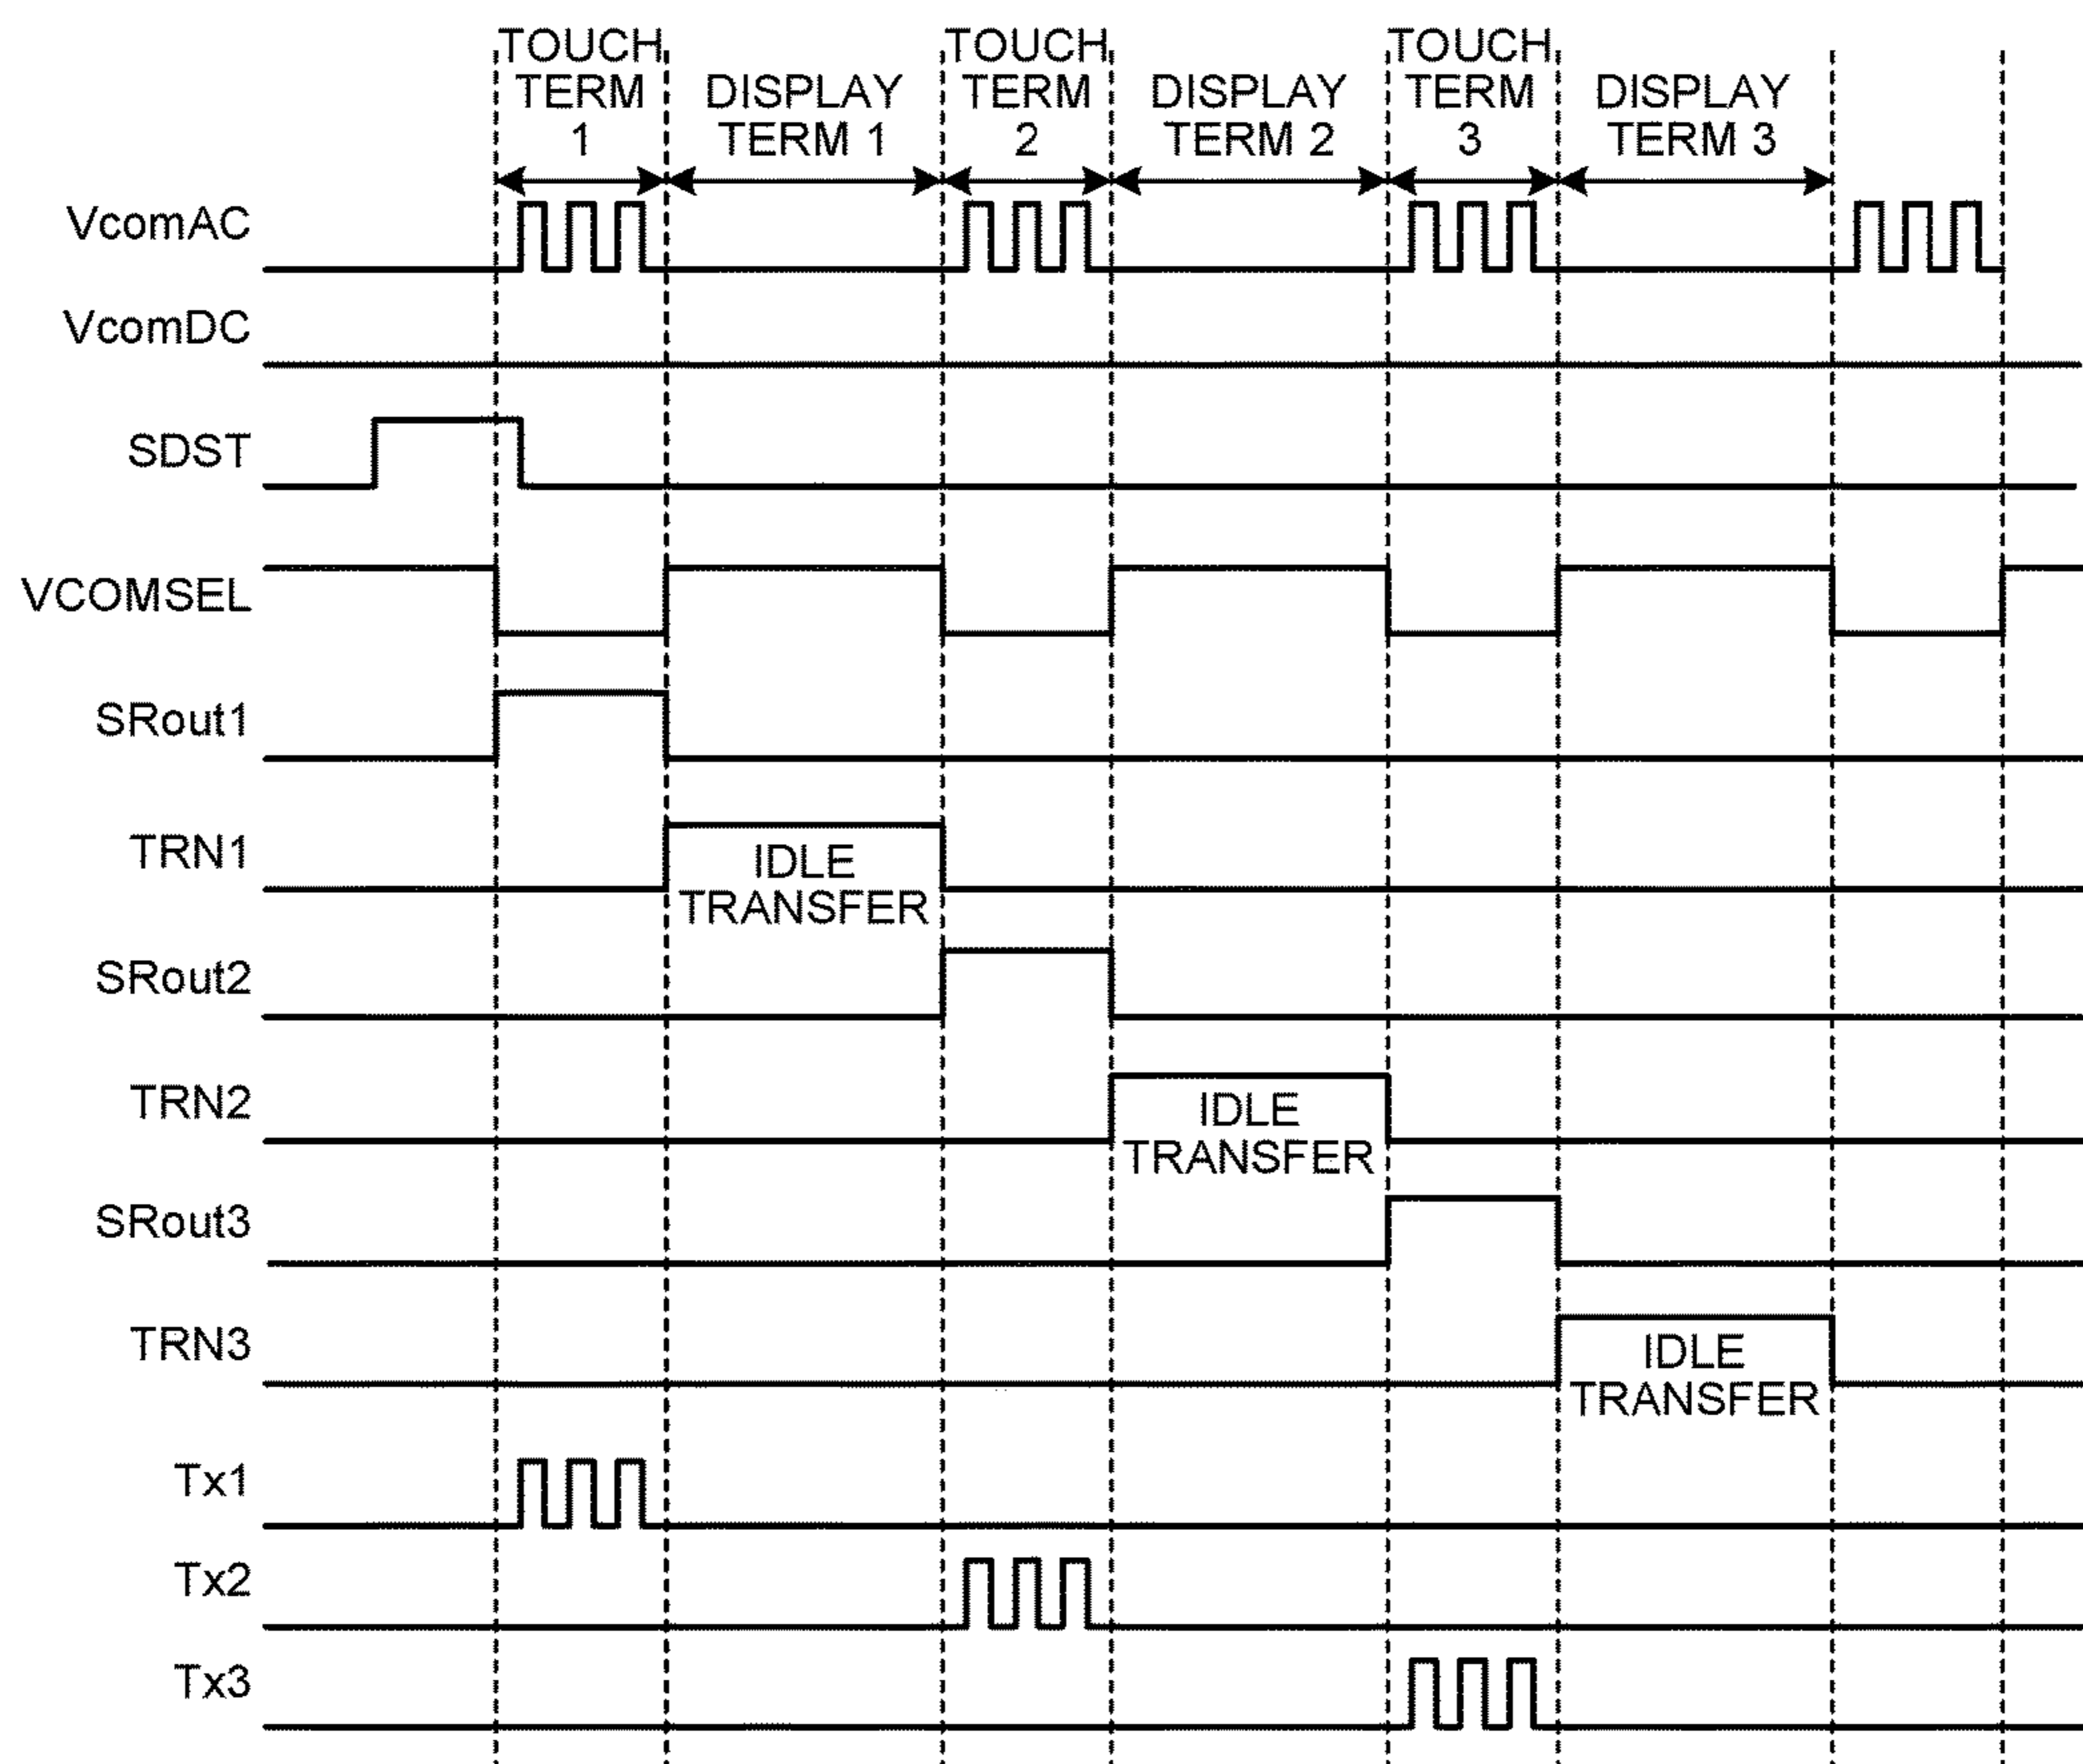 TOUCH TERM 1
DISPLAY TERM 1
TOUCH TERM 2
DISPLAY TERM 2
TOUCH TERM 3
DISPLAY TERM 3
VcomAC
VcomDC
SDST
VCOMSEL
SRout1
TRN1
IDLE
TRANSFER
SRout2
TRN2
IDLE
TRANSFER
SRout3
TRN3
IDLE
TRANSFER
Tx1
Tx2
Tx3